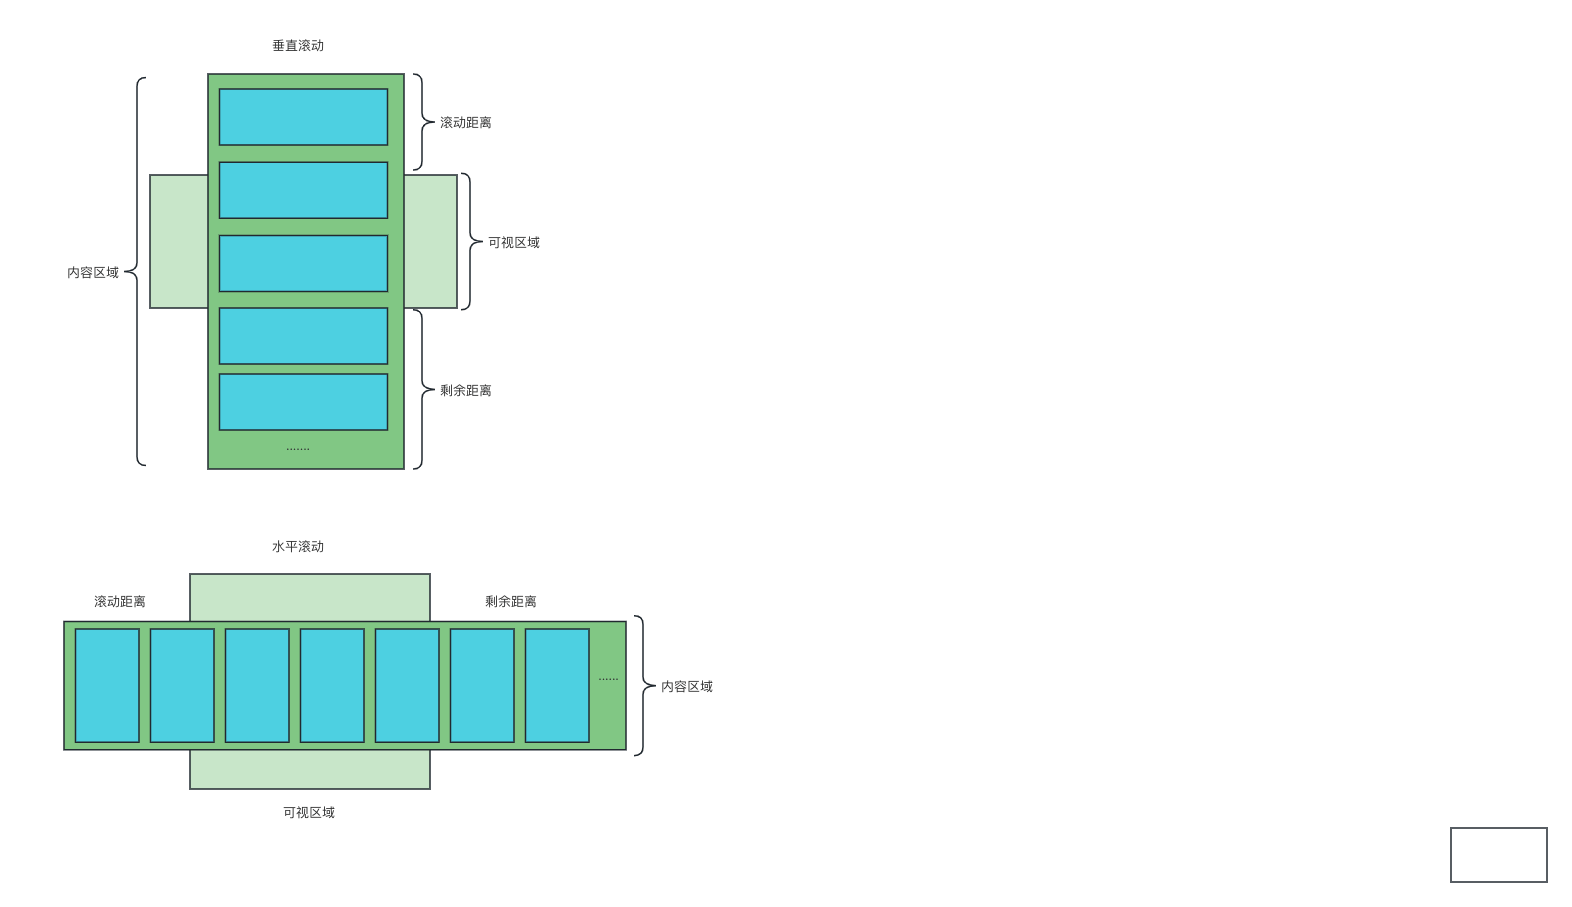 垂直滚动
滚动距离
可视区域
内容区域
剩余距离
.......
水平滚动
滚动距离
剩余距离
......
内容区域
可视区域